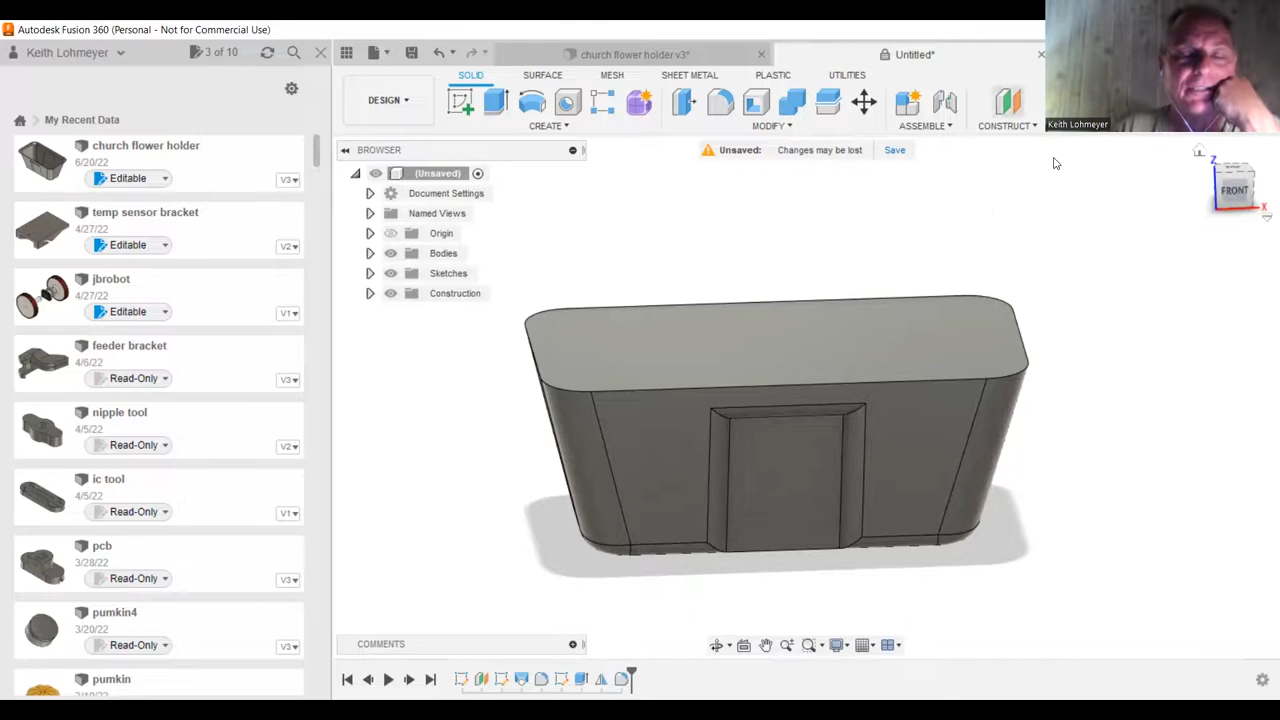 Autodesk Fusion 360 (Personal - Not for Commercial Use)
Keith Lohmeyer
3 of 10
church flower holder v3*
Untitled*
Keith Lohmeyer
SOLID SURFACE MESH SHEET METAL PLASTIC UTILITIES
DESIGN
CREATE MODIFY ASSEMBLE CONSTRUCT
My Recent Data
church flower holder
6/20/22
Editable
V3
temp sensor bracket
4/27/22
Editable
V2
jbrobot
4/27/22
Editable
V1
feeder bracket
4/6/22
Read-Only
V3
nipple tool
4/5/22
Read-Only
V2
ic tool
4/5/22
Read-Only
V1
pcb
3/28/22
Read-Only
V3
pumkin4
3/20/22
Read-Only
V3
pumkin
BROWSER
(Unsaved)
Document Settings
Named Views
Origin
Bodies
Sketches
Construction
Unsaved: Changes may be lost Save
Z
FRONT
X
COMMENTS